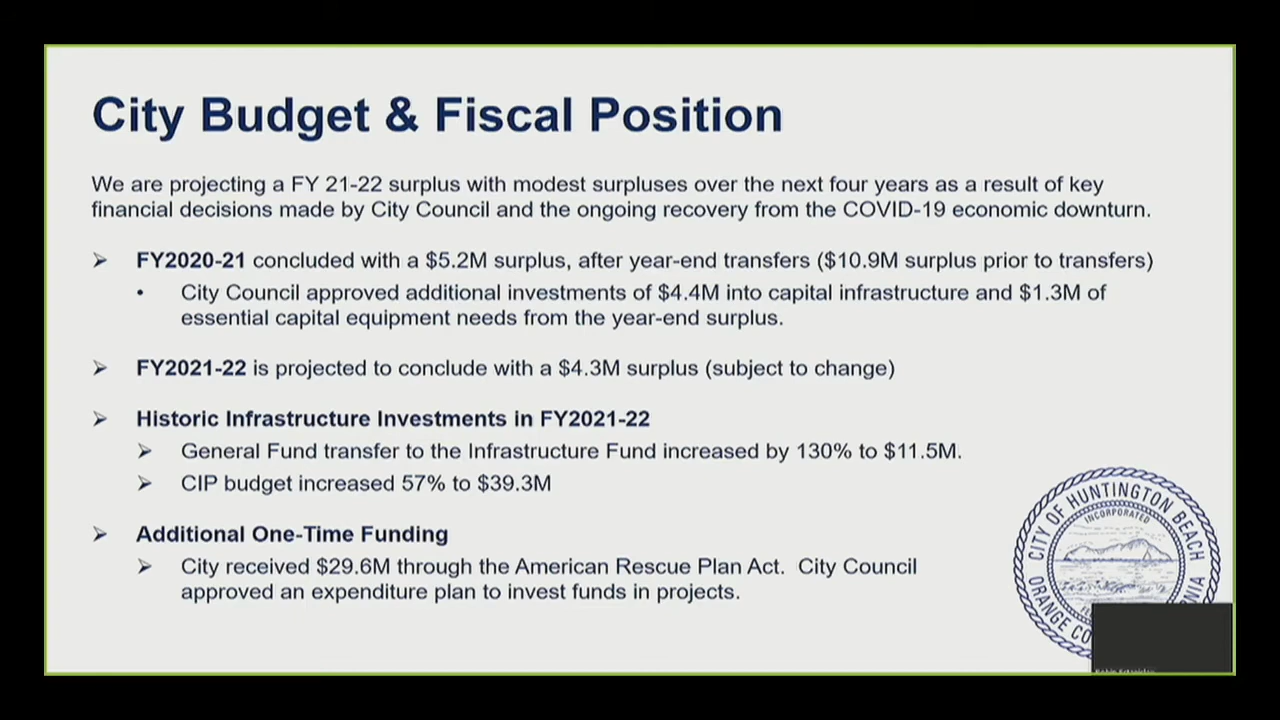 City Budget & Fiscal Position
We are projecting a FY 21-22 surplus with modest surpluses over the next four years as a result of key
financial decisions made by City Council and the ongoing recovery from the COVID-19 economic downturn.
➢ FY2020-21 concluded with a $5.2M surplus, after year-end transfers ($10.9M surplus prior to transfers)
• City Council approved additional investments of $4.4M into capital infrastructure and $1.3M of
essential capital equipment needs from the year-end surplus.
➢ FY2021-22 is projected to conclude with a $4.3M surplus (subject to change)
➢ Historic Infrastructure Investments in FY2021-22
➢ General Fund transfer to the Infrastructure Fund increased by 130% to $11.5M.
➢ CIP budget increased 57% to $39.3M
➢ Additional One-Time Funding
➢ City received $29.6M through the American Rescue Plan Act.  City Council
approved an expenditure plan to invest funds in projects.
CITY OF HUNTINGTON BEACH
INCORPORATED
ORANGE